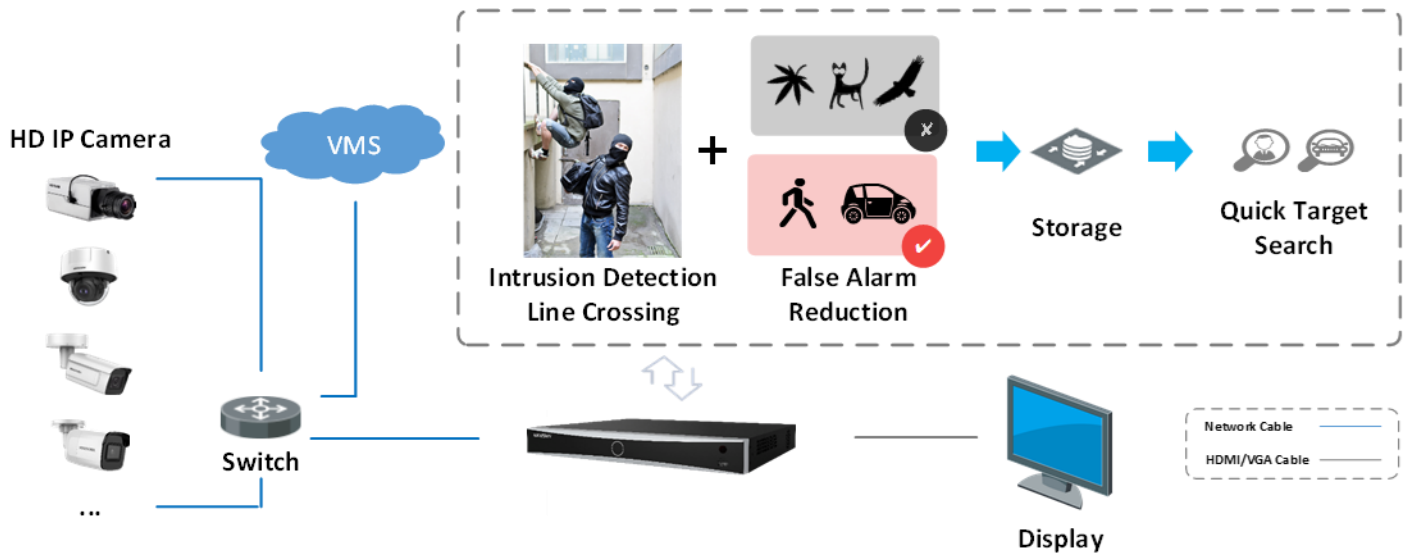 HD IP Camera
VMS
Intrusion Detection
Line Crossing
+
False Alarm
Reduction
Storage
Quick Target
Search
Switch
...
Display
Network Cable
HDMI/VGA Cable